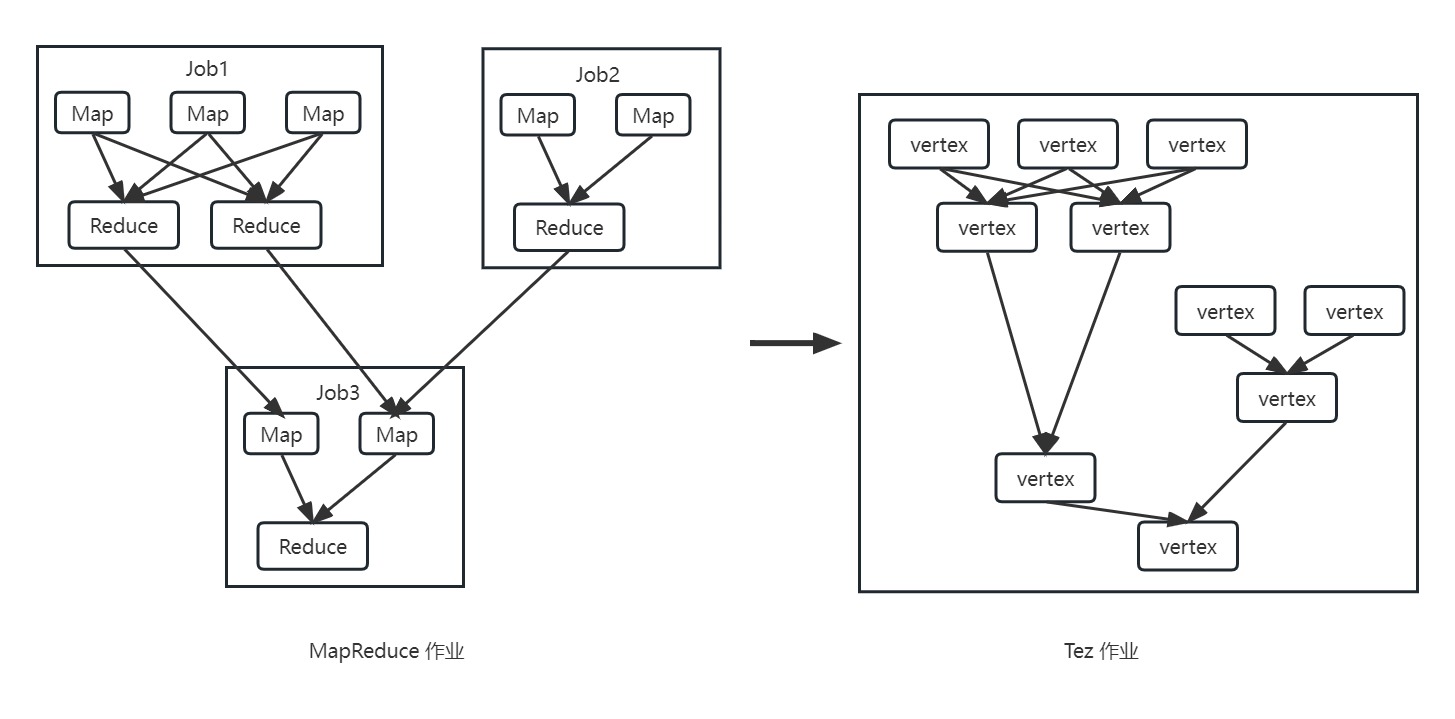 Job1
Map
Map
Map
Reduce
Reduce
Job2
Map
Map
Reduce
Job3
Map
Map
Reduce
MapReduce 作业
vertex
vertex
vertex
vertex
vertex
vertex
vertex
vertex
vertex
vertex
Tez 作业